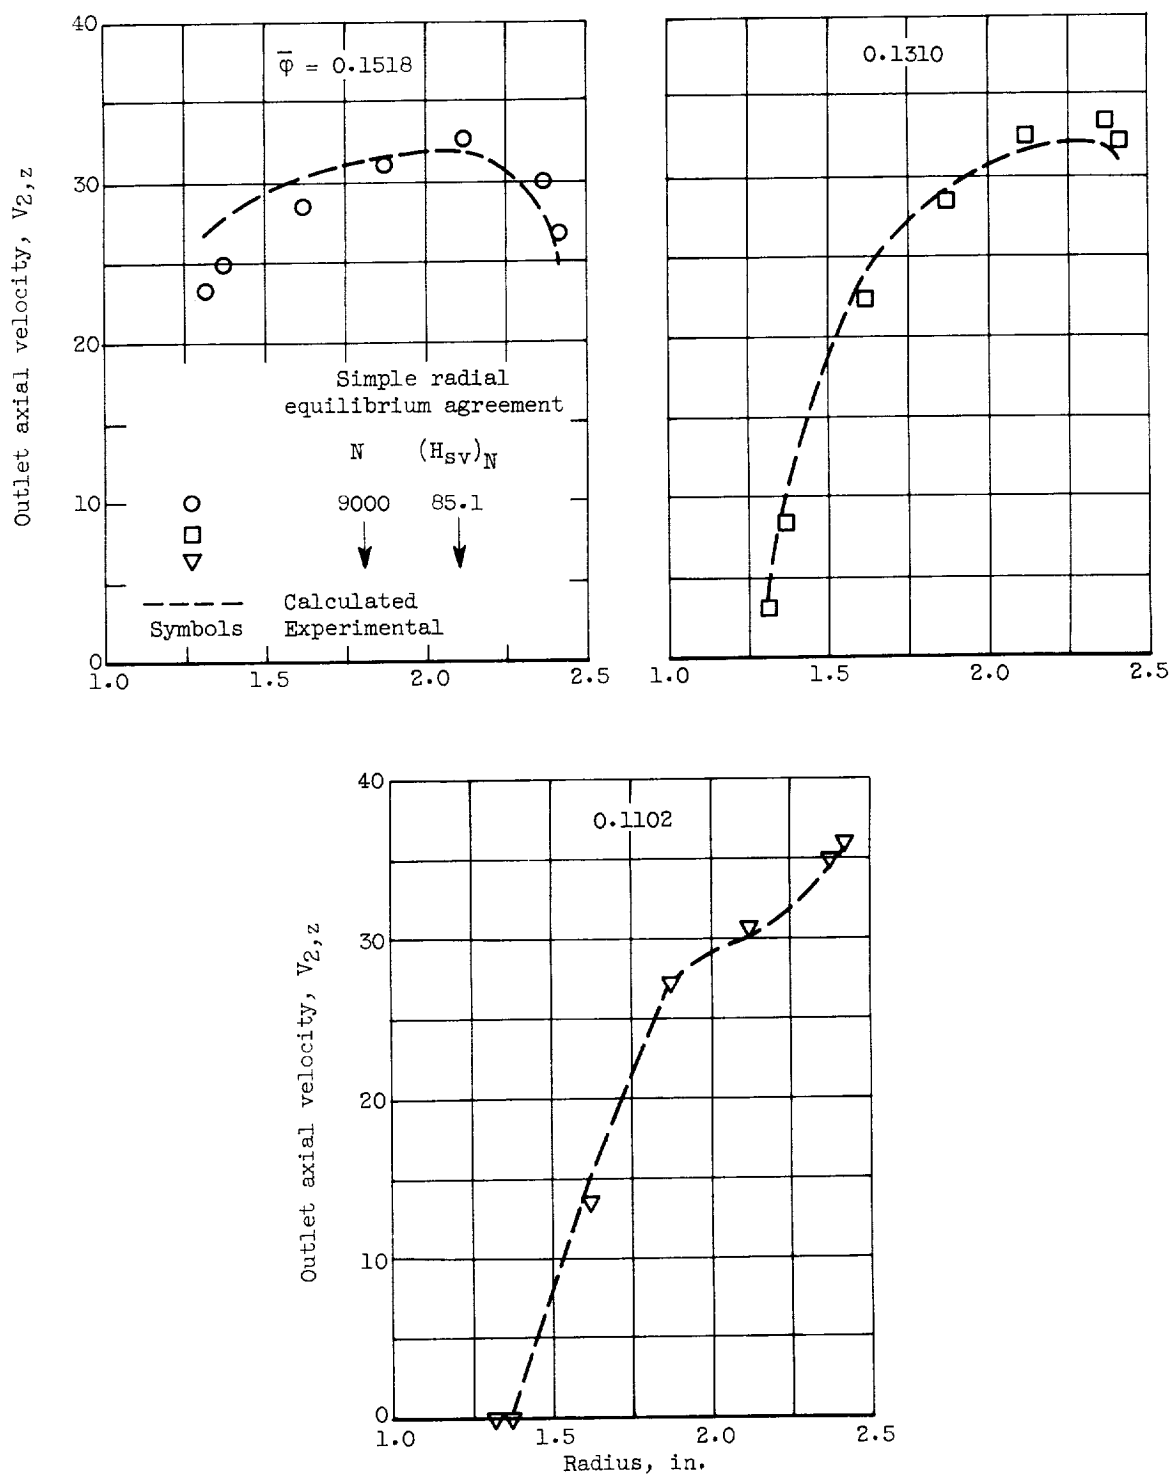 Outlet axial velocity, V2,z
40
30
20
10
0
φ̄ = 0.1518
Simple radial
equilibrium agreement
N (Hsv)N
9000 85.1
Calculated
Symbols Experimental
1.0 1.5 2.0 2.5
0.1310
1.0 1.5 2.0 2.5
Outlet axial velocity, V2,z
40
30
20
10
0
0.1102
1.0 1.5 2.0 2.5
Radius, in.